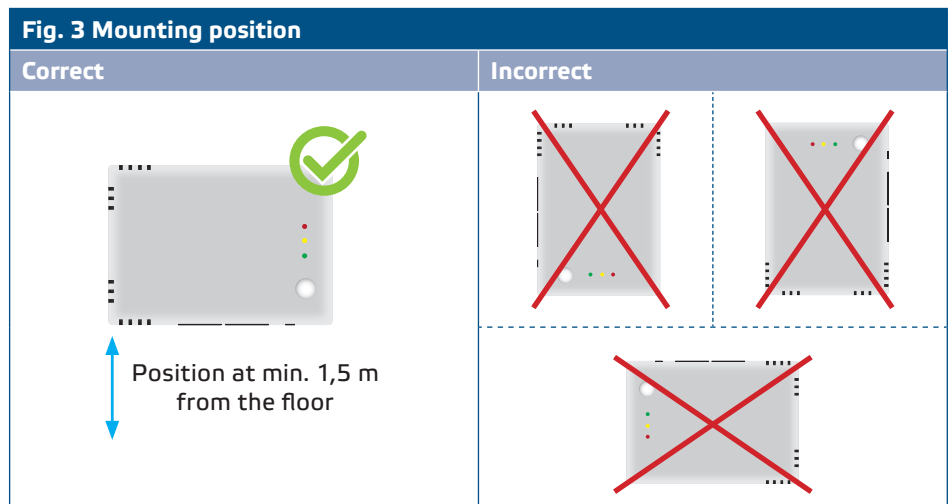 Fig. 3 Mounting position
Correct
Incorrect
Position at min. 1,5 m
from the floor